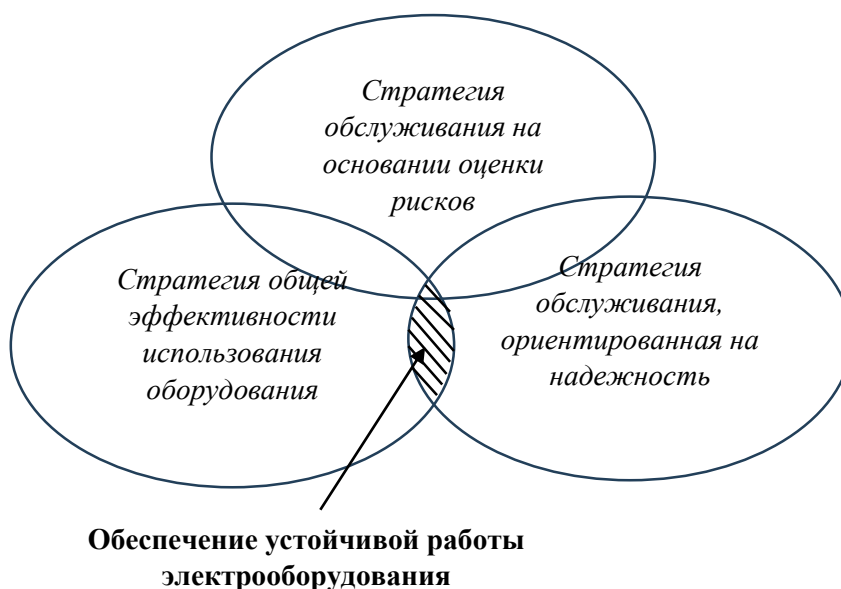 Стратегия
обслуживания на
основании оценки
рисков
Стратегия общей
эффективности
использования
оборудования
Стратегия
обслуживания,
ориентированная на
надежность
Обеспечение устойчивой работы
электрооборудования